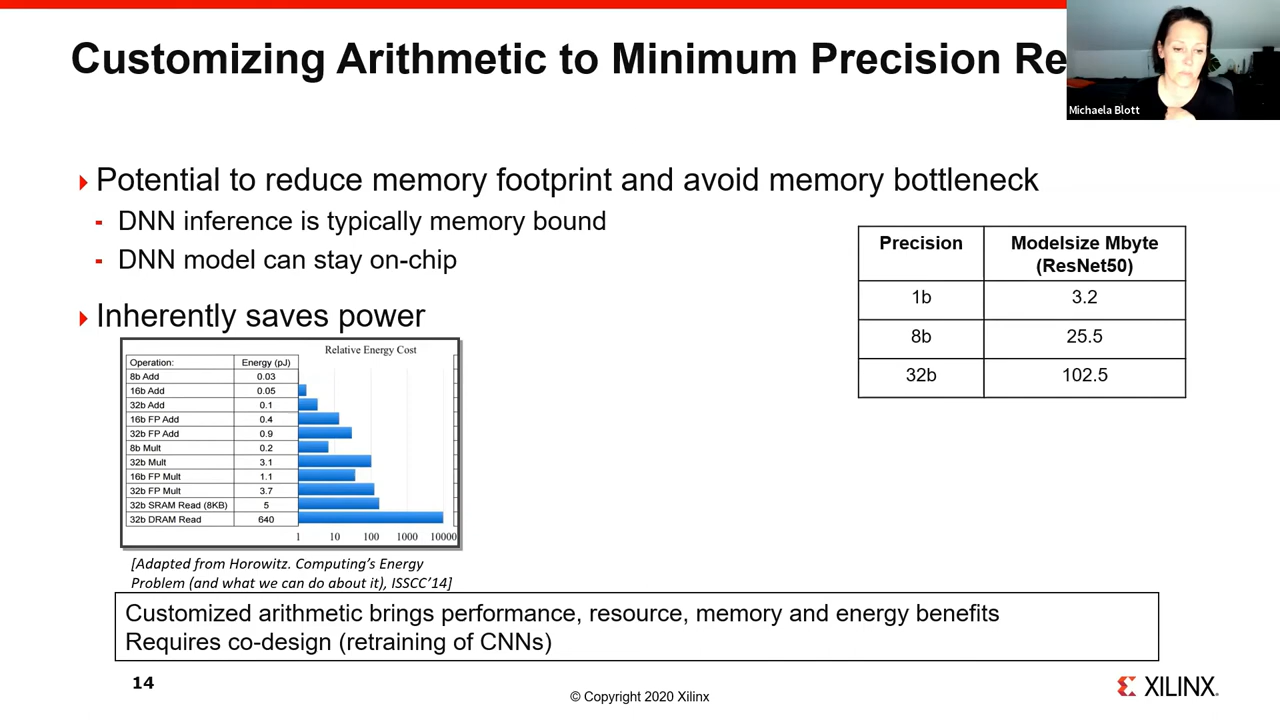 Customizing Arithmetic to Minimum Precision Re
Michaela Blott
Potential to reduce memory footprint and avoid memory bottleneck
- DNN inference is typically memory bound
- DNN model can stay on-chip
Precision Modelsize Mbyte (ResNet50)
1b 3.2
8b 25.5
32b 102.5
Inherently saves power
Relative Energy Cost
Operation: Energy (pJ)
8b Add 0.03
16b Add 0.05
32b Add 0.1
16b FP Add 0.4
32b FP Add 0.9
8b Mult 0.2
32b Mult 3.1
16b FP Mult 1.1
32b FP Mult 3.7
32b SRAM Read (8KB) 5
32b DRAM Read 640
1 10 100 1000 10000
[Adapted from Horowitz. Computing's Energy
Problem (and what we can do about it), ISSCC'14]
Customized arithmetic brings performance, resource, memory and energy benefits
Requires co-design (retraining of CNNs)
14
© Copyright 2020 Xilinx
XILINX.